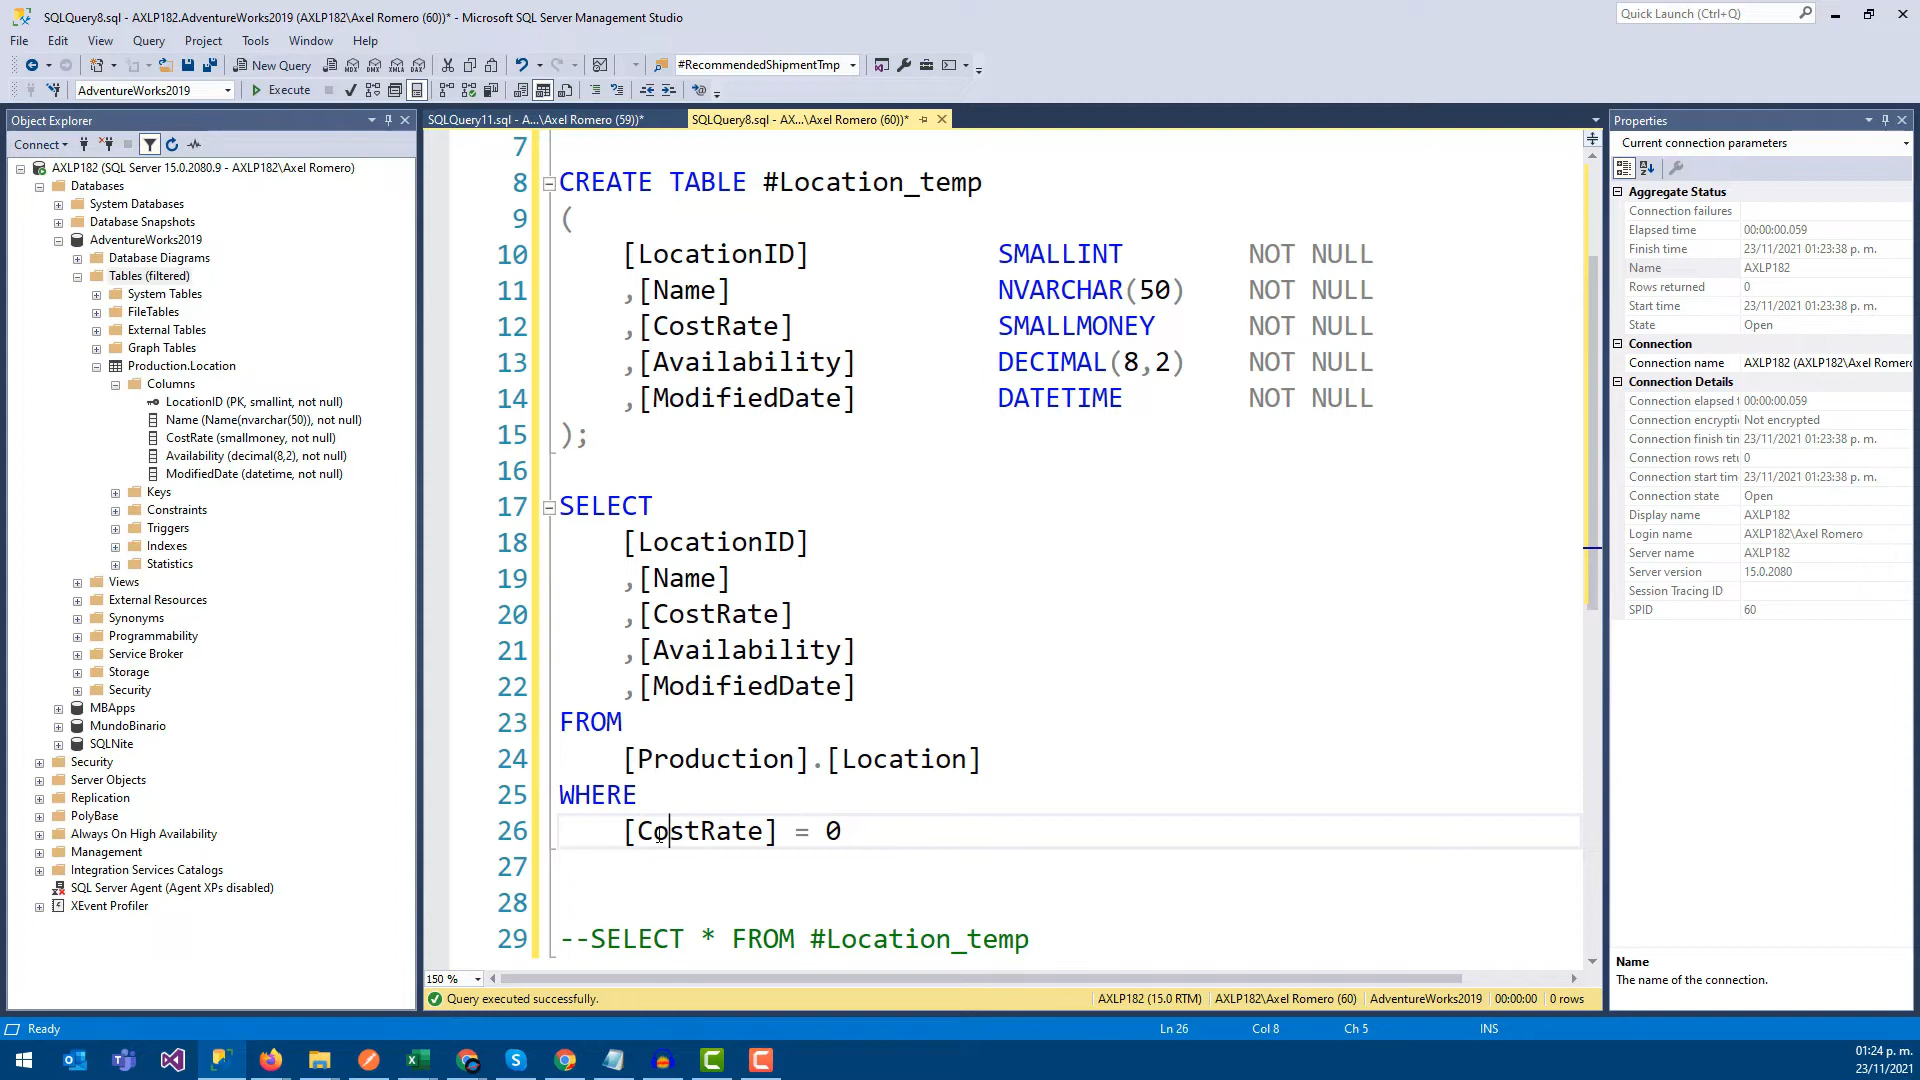 SQLQuery8.sql - AXLP182.AdventureWorks2019 (AXLP182\Axel Romero (60))* - Microsoft SQL Server Management Studio
Quick Launch (Ctrl+Q)
File Edit View Query Project Tools Window Help
New Query
#RecommendedShipmentTmp
AdventureWorks2019
Execute
Object Explorer
Connect
AXLP182 (SQL Server 15.0.2080.9 - AXLP182\Axel Romero)
Databases
System Databases
Database Snapshots
AdventureWorks2019
Database Diagrams
Tables (filtered)
System Tables
FileTables
External Tables
Graph Tables
Production.Location
Columns
LocationID (PK, smallint, not null)
Name (Name(nvarchar(50)), not null)
CostRate (smallmoney, not null)
Availability (decimal(8,2), not null)
ModifiedDate (datetime, not null)
Keys
Constraints
Triggers
Indexes
Statistics
Views
External Resources
Synonyms
Programmability
Service Broker
Storage
Security
MBApps
MundoBinario
SQLNite
Security
Server Objects
Replication
PolyBase
Always On High Availability
Management
Integration Services Catalogs
SQL Server Agent (Agent XPs disabled)
XEvent Profiler
SQLQuery11.sql - A...\Axel Romero (59))*
SQLQuery8.sql - AX...\Axel Romero (60))*
7
8 CREATE TABLE #Location_temp
9 (
10 [LocationID] SMALLINT NOT NULL
11 ,[Name] NVARCHAR(50) NOT NULL
12 ,[CostRate] SMALLMONEY NOT NULL
13 ,[Availability] DECIMAL(8,2) NOT NULL
14 ,[ModifiedDate] DATETIME NOT NULL
15 );
16
17 SELECT
18 [LocationID]
19 ,[Name]
20 ,[CostRate]
21 ,[Availability]
22 ,[ModifiedDate]
23 FROM
24 [Production].[Location]
25 WHERE
26 [CostRate] = 0
27
28
29 --SELECT * FROM #Location_temp
150 %
Query executed successfully.
AXLP182 (15.0 RTM) AXLP182\Axel Romero (60) AdventureWorks2019 00:00:00 0 rows
Properties
Current connection parameters
Aggregate Status
Connection failures
Elapsed time 00:00:00.059
Finish time 23/11/2021 01:23:38 p. m.
Name AXLP182
Rows returned 0
Start time 23/11/2021 01:23:38 p. m.
State Open
Connection
Connection name AXLP182 (AXLP182\Axel Romero
Connection Details
Connection elapsed t 00:00:00.059
Connection encrypti Not encrypted
Connection finish tin 23/11/2021 01:23:38 p. m.
Connection rows retu 0
Connection start tim 23/11/2021 01:23:38 p. m.
Connection state Open
Display name AXLP182
Login name AXLP182\Axel Romero
Server name AXLP182
Server version 15.0.2080
Session Tracing ID
SPID 60
Name
The name of the connection.
Ready
Ln 26 Col 8 Ch 5 INS
01:24 p. m.
23/11/2021